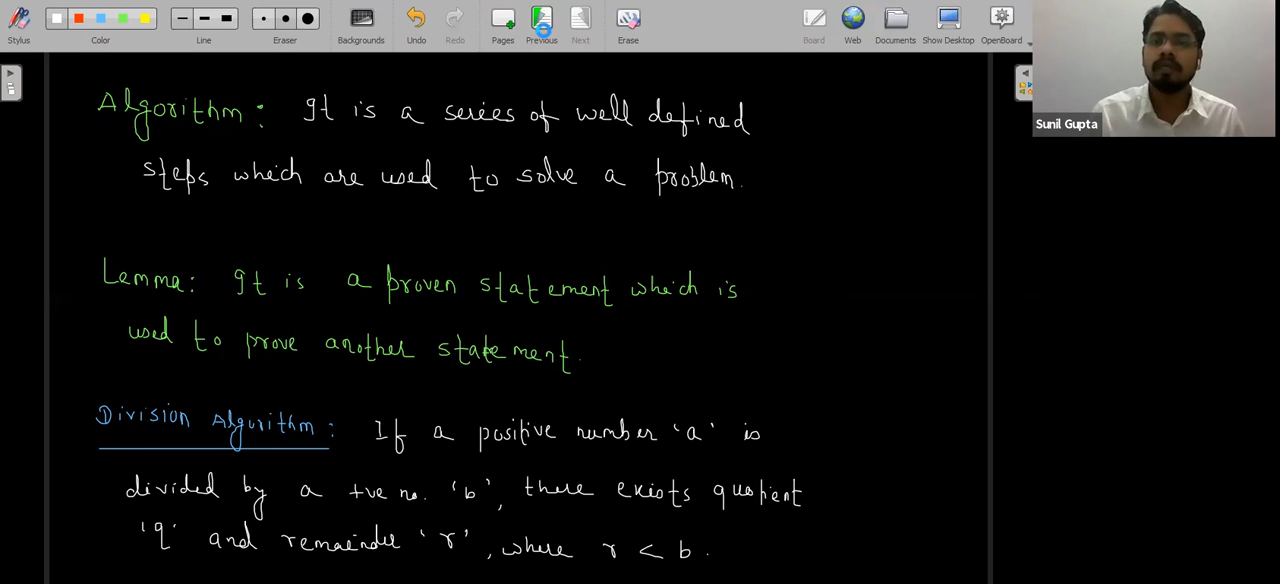 Stylus
Color
Line
Eraser
Backgrounds
Undo
Redo
Pages
Previous
Next
Erase
Board
Web
Documents
Show Desktop
OpenBoard
Sunil Gupta
Algorithm: It is a series of well defined
steps which are used to solve a problem.
Lemma: It is a proven statement which is
used to prove another statement.
Division Algorithm: If a positive number 'a' is
divided by a +ve no. 'b', there exists quotient
'q' and remainder 'r', where r < b.